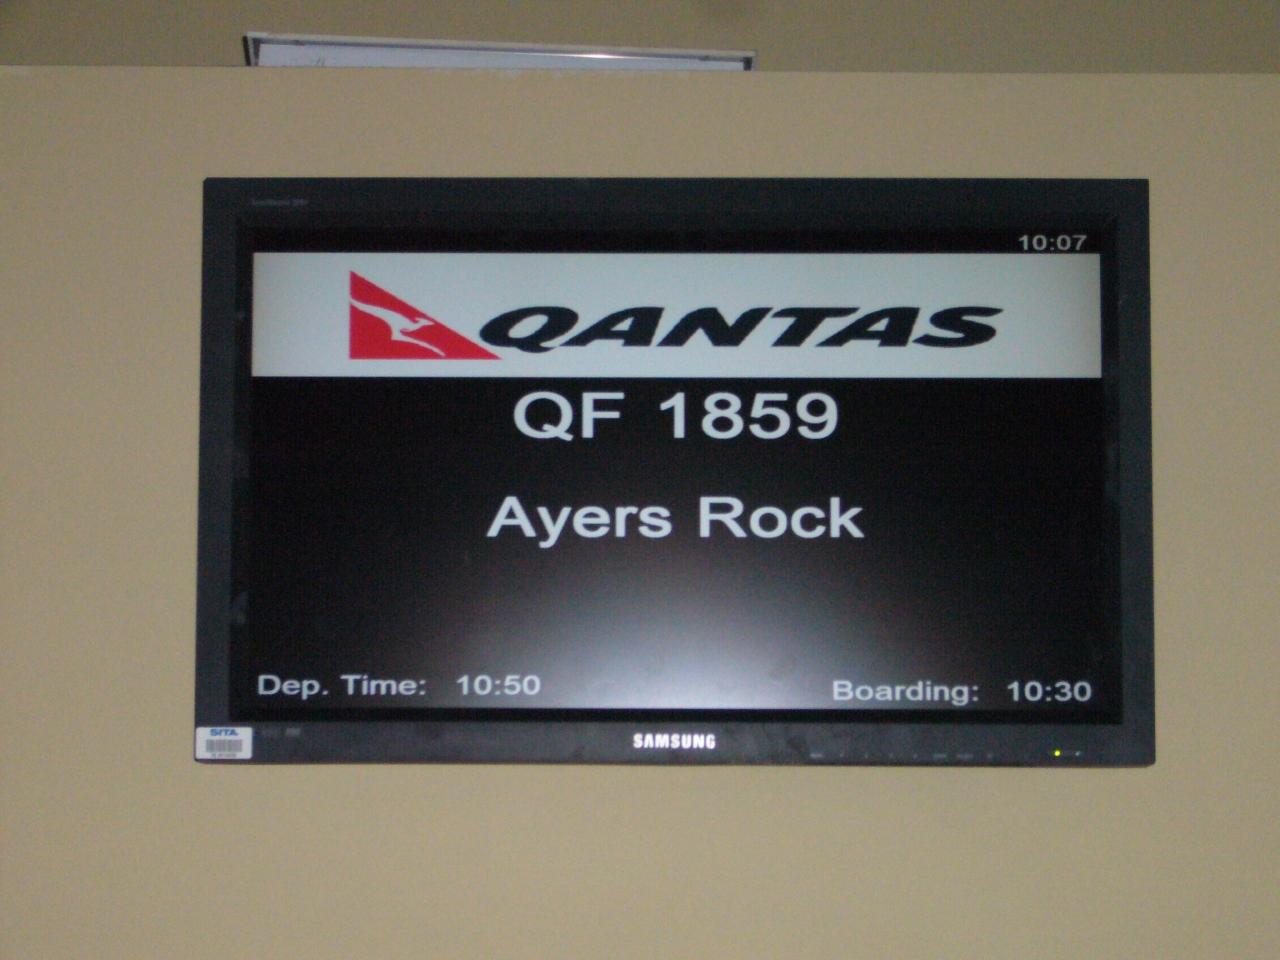 10:07
QANTAS
QF 1859
Ayers Rock
Dep. Time: 10:50 Boarding: 10:30
SITA
SAMSUNG